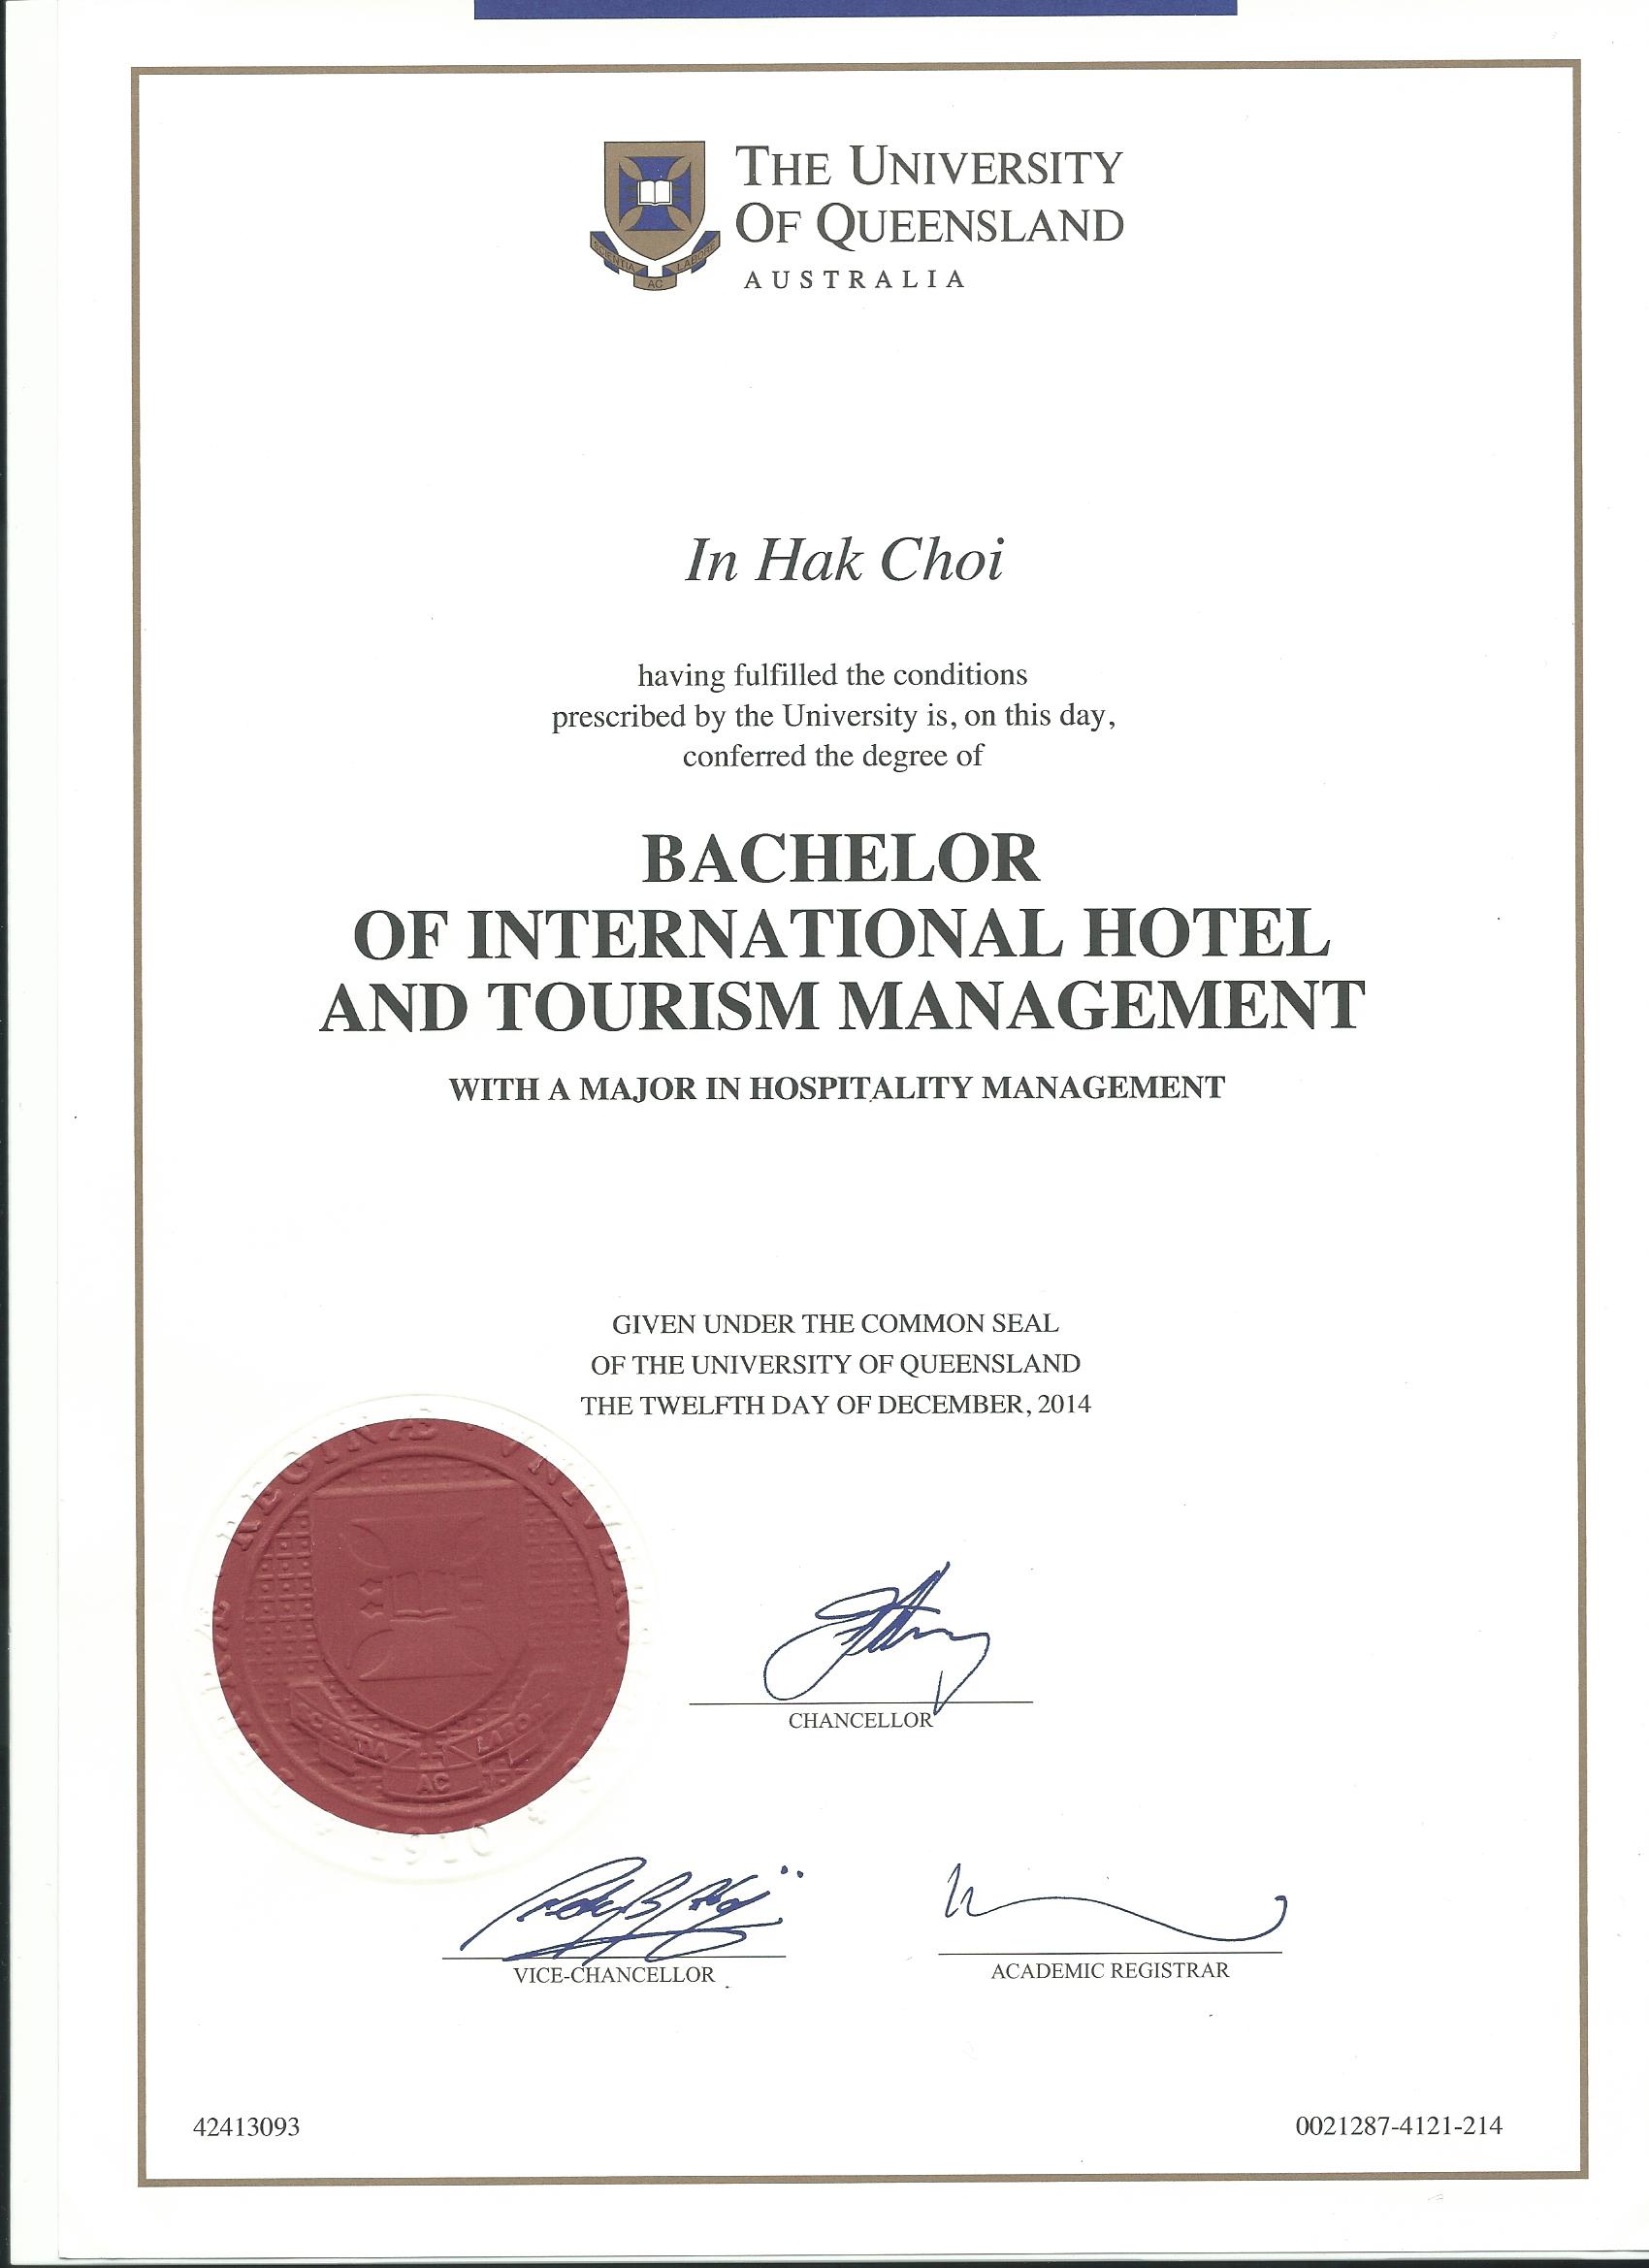 THE UNIVERSITY
OF QUEENSLAND
AUSTRALIA
SCIENTIA AC LABORE
In Hak Choi
having fulfilled the conditions
prescribed by the University is, on this day,
conferred the degree of
BACHELOR
OF INTERNATIONAL HOTEL
AND TOURISM MANAGEMENT
WITH A MAJOR IN HOSPITALITY MANAGEMENT
GIVEN UNDER THE COMMON SEAL
OF THE UNIVERSITY OF QUEENSLAND
THE TWELFTH DAY OF DECEMBER, 2014
AC
1910
CHANCELLOR
VICE-CHANCELLOR
ACADEMIC REGISTRAR
42413093
0021287-4121-214